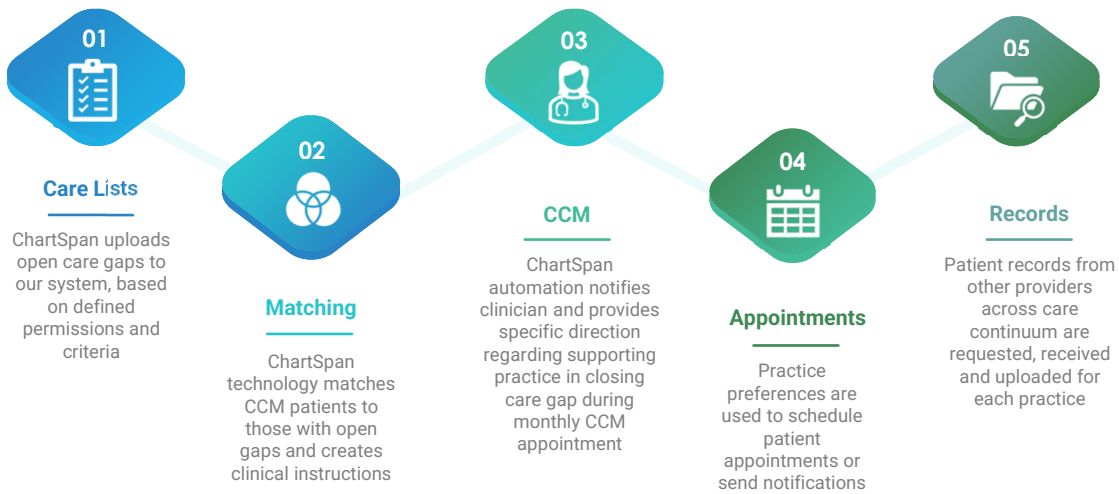 01
Care Lists
ChartSpan uploads
open care gaps to
our system, based
on defined
permissions and
criteria
02
Matching
ChartSpan
technology matches
CCM patients to
those with open
gaps and creates
clinical instructions
03
CCM
ChartSpan
automation notifies
clinician and provides
specific direction
regarding supporting
practice in closing
care gap during
monthly CCM
appointment
04
Appointments
Practice
preferences are
used to schedule
patient
appointments or
send notifications
05
Records
Patient records from
other providers
across care
continuum are
requested, received
and uploaded for
each practice